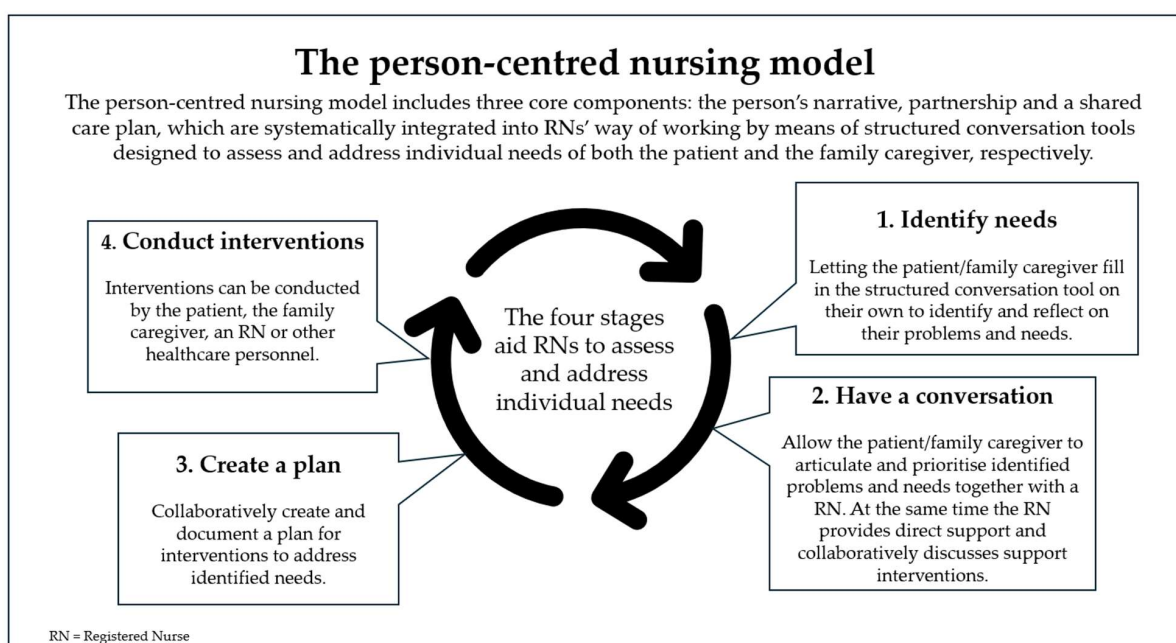 The person-centred nursing model
The person-centred nursing model includes three core components: the person's narrative, partnership and a shared
care plan, which are systematically integrated into RNs' way of working by means of structured conversation tools
designed to assess and address individual needs of both the patient and the family caregiver, respectively.
1. Identify needs
Letting the patient/family caregiver fill
in the structured conversation tool on
their own to identify and reflect on
their problems and needs.
2. Have a conversation
Allow the patient/family caregiver to
articulate and prioritise identified
problems and needs together with a
RN. At the same time the RN
provides direct support and
collaboratively discusses support
interventions.
3. Create a plan
Collaboratively create and
document a plan for
interventions to address
identified needs.
4. Conduct interventions
Interventions can be conducted
by the patient, the family
caregiver, an RN or other
healthcare personnel.
The four stages
aid RNs to assess
and address
individual needs
RN = Registered Nurse